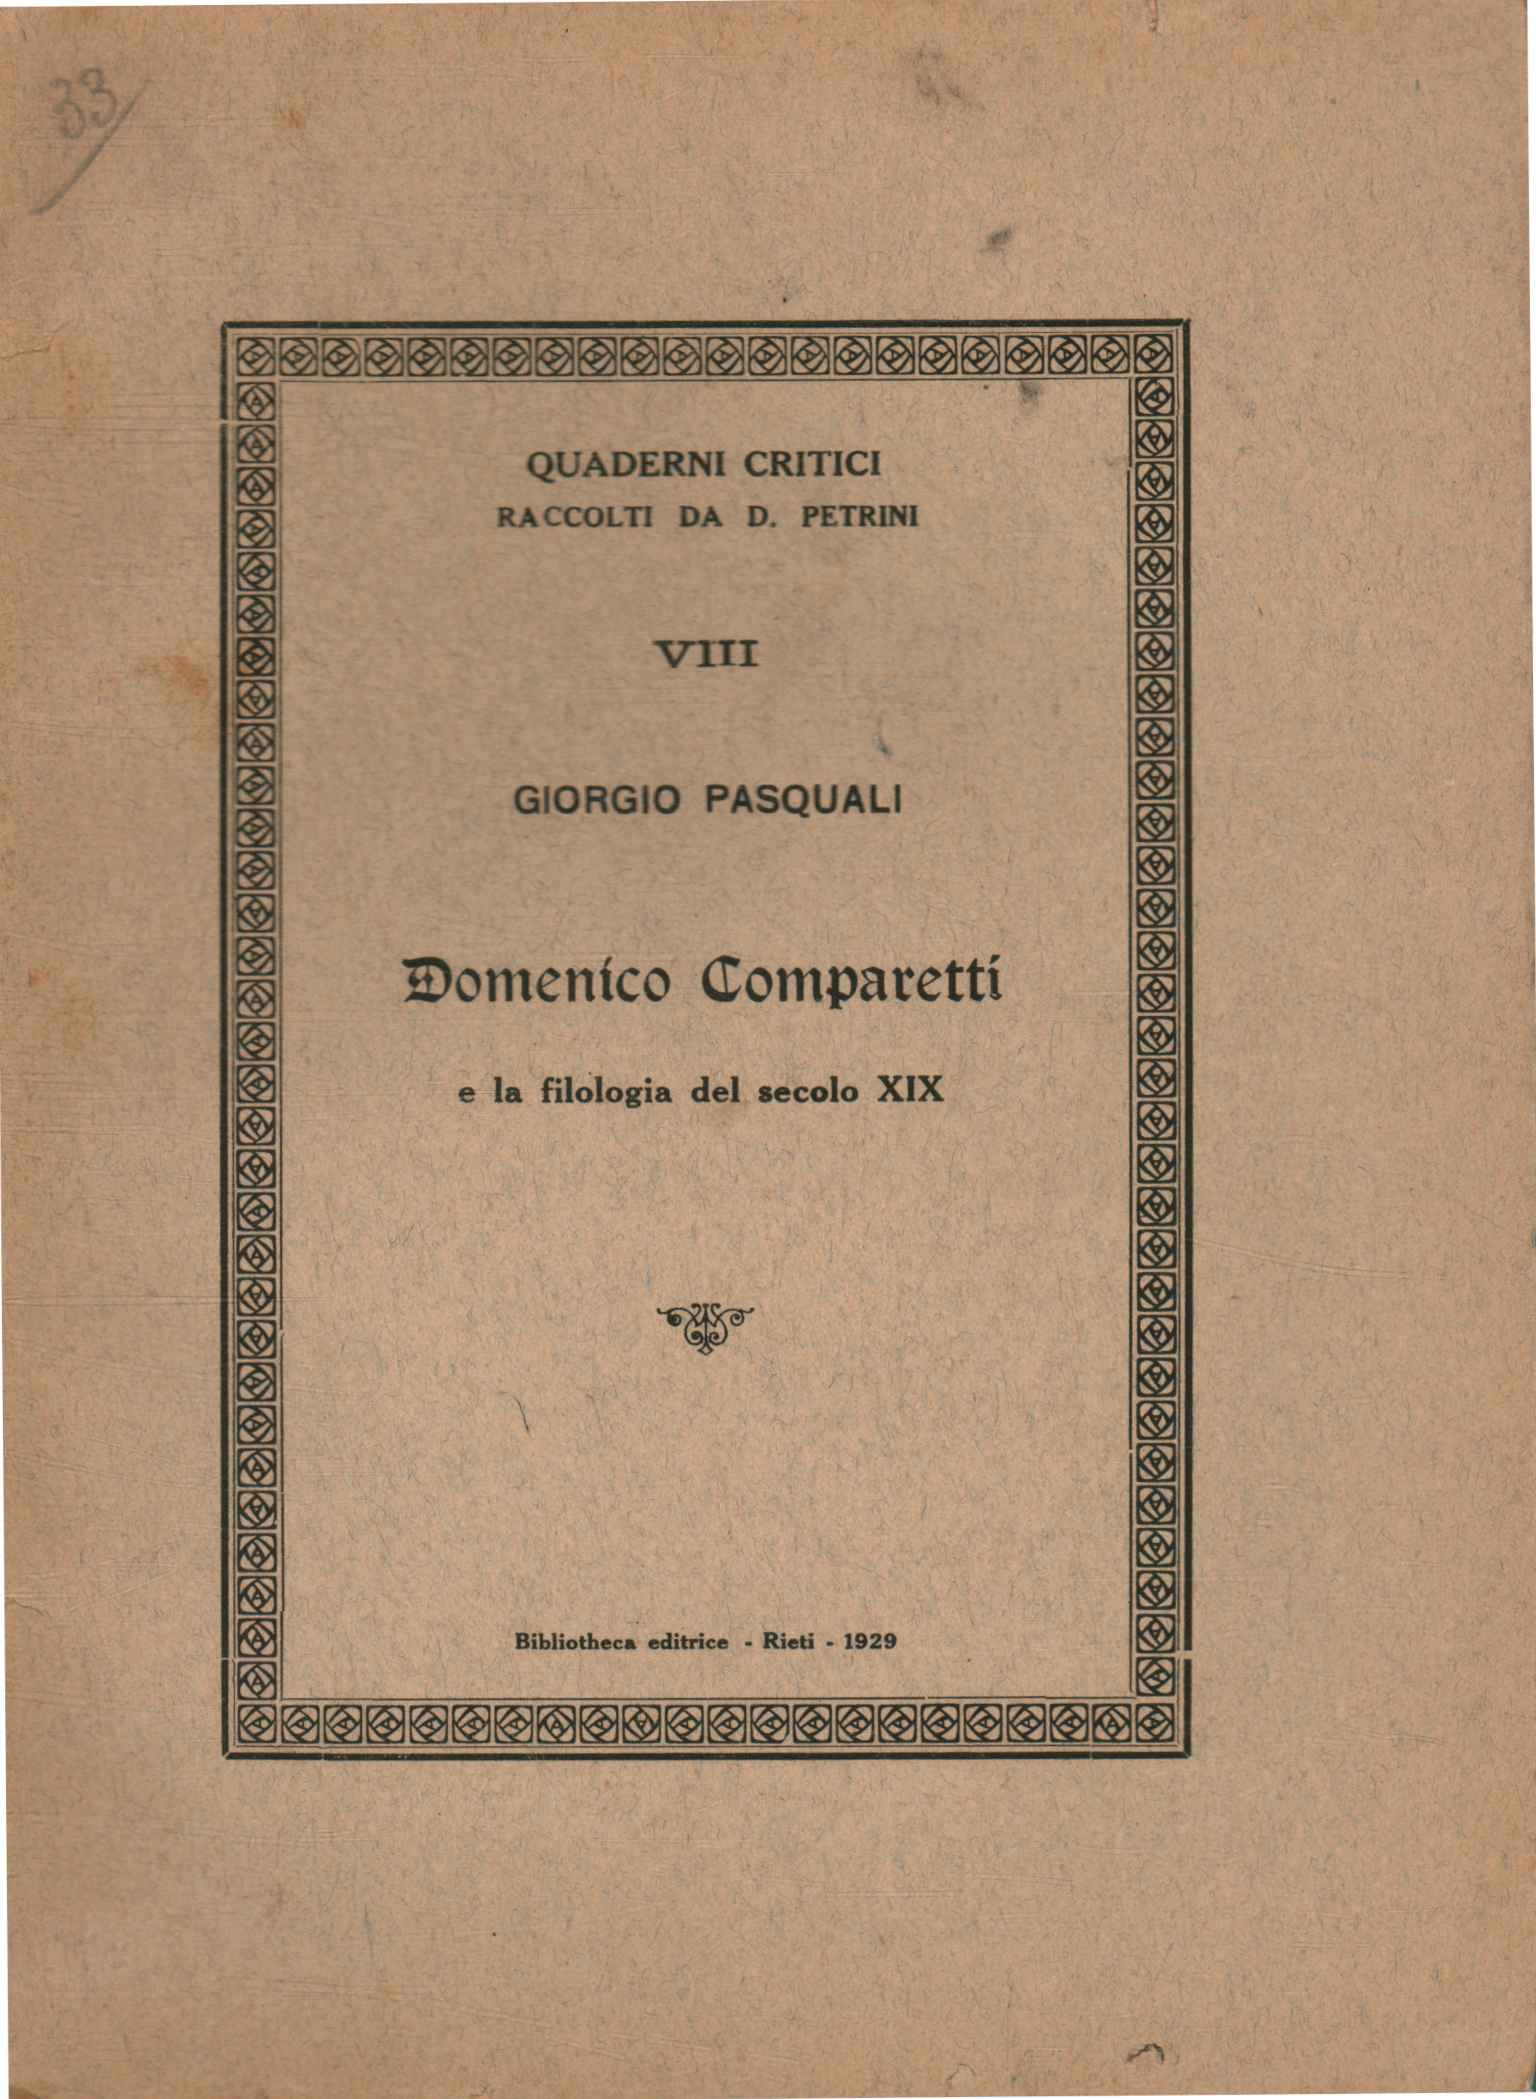 33
QUADERNI CRITICI
RACCOLTI DA D. PETRINI
VIII
GIORGIO PASQUALI
Domenico Comparetti
e la filologia del secolo XIX
Bibliotheca editrice - Rieti - 1929